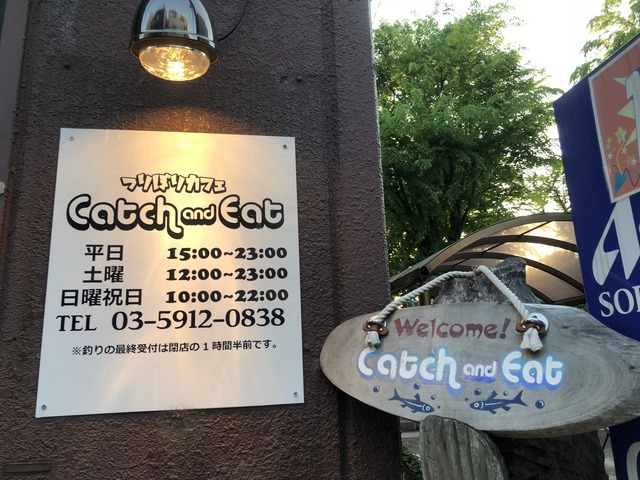 つりぼりカフェ
Catch and Eat
平日 15:00~23:00
土曜 12:00~23:00
日曜祝日 10:00~22:00
TEL 03-5912-0838
※釣りの最終受付は閉店の1時間半前です。
Welcome!
Catch and Eat